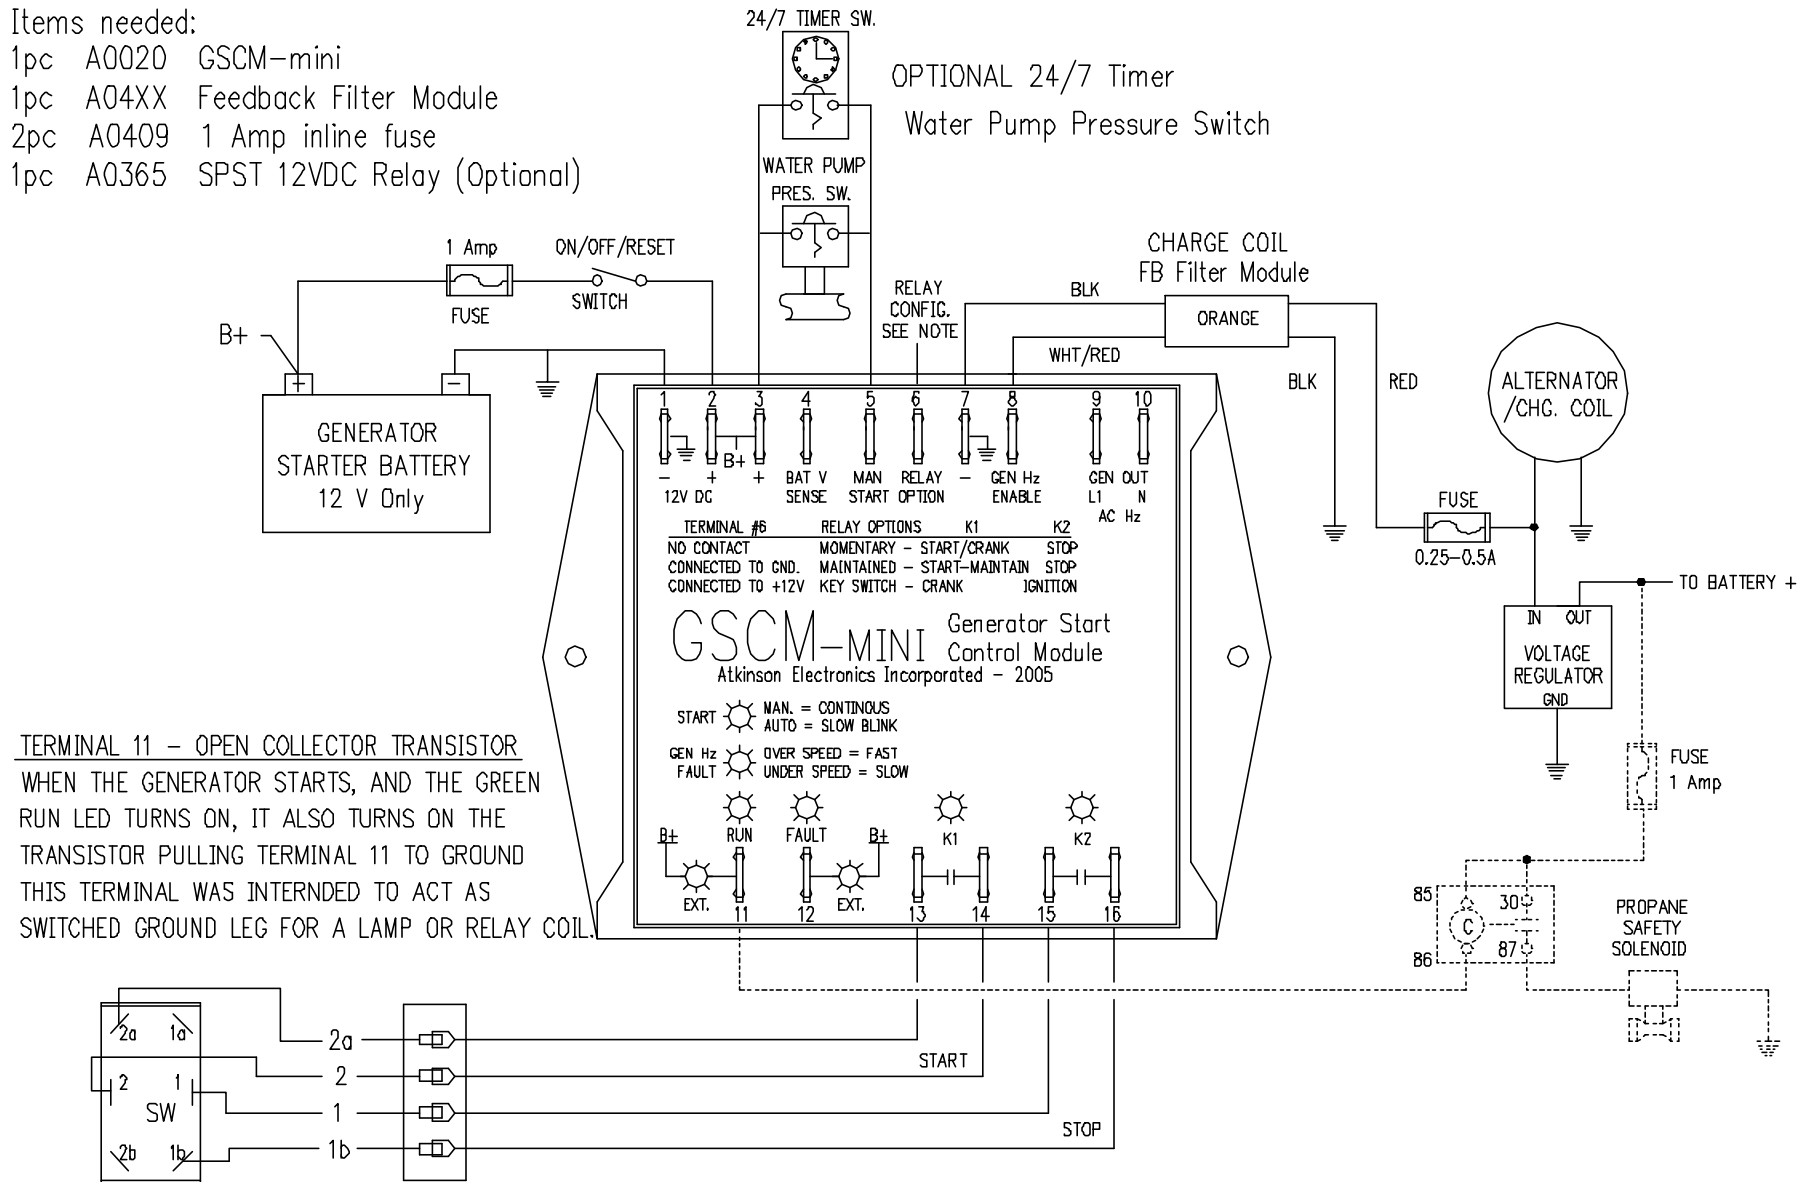 Items needed:
1pc A0020 GSCM-mini
1pc A04XX Feedback Filter Module
2pc A0409 1 Amp inline fuse
1pc A0365 SPST 12VDC Relay (Optional)
24/7 TIMER SW.
OPTIONAL 24/7 Timer
Water Pump Pressure Switch
WATER PUMP
PRES. SW.
1 Amp
FUSE
ON/OFF/RESET
SWITCH
B+
+
-
GENERATOR
STARTER BATTERY
12 V Only
RELAY
CONFIG.
SEE NOTE
CHARGE COIL
FB Filter Module
BLK
ORANGE
WHT/RED
BLK
RED
ALTERNATOR
/CHG. COIL
FUSE
0.25-0.5A
TO BATTERY +
IN OUT
VOLTAGE
REGULATOR
GND
FUSE
1 Amp
1 2 3 4 5 6 7 8 9 10
B+
- + + BAT V MAN RELAY - GEN Hz GEN OUT
12V DC SENSE START OPTION ENABLE L1 N
AC Hz
TERMINAL #6 RELAY OPTIONS K1 K2
NO CONTACT MOMENTARY - START/CRANK STOP
CONNECTED TO GND. MAINTAINED - START-MAINTAIN STOP
CONNECTED TO +12V KEY SWITCH - CRANK IGNITION
GSCM-MINI
Generator Start
Control Module
Atkinson Electronics Incorporated - 2005
START
MAN. = CONTINOUS
AUTO = SLOW BLINK
GEN Hz
FAULT
OVER SPEED = FAST
UNDER SPEED = SLOW
B+ RUN FAULT B+ K1 K2
EXT. EXT.
11 12 13 14 15 16
TERMINAL 11 - OPEN COLLECTOR TRANSISTOR
WHEN THE GENERATOR STARTS, AND THE GREEN
RUN LED TURNS ON, IT ALSO TURNS ON THE
TRANSISTOR PULLING TERMINAL 11 TO GROUND
THIS TERMINAL WAS INTERNDED TO ACT AS
SWITCHED GROUND LEG FOR A LAMP OR RELAY COIL.
85 30
C
86 87
PROPANE
SAFETY
SOLENOID
2a 1a
2 1
SW
2b 1b
2a
2
1
1b
START
STOP